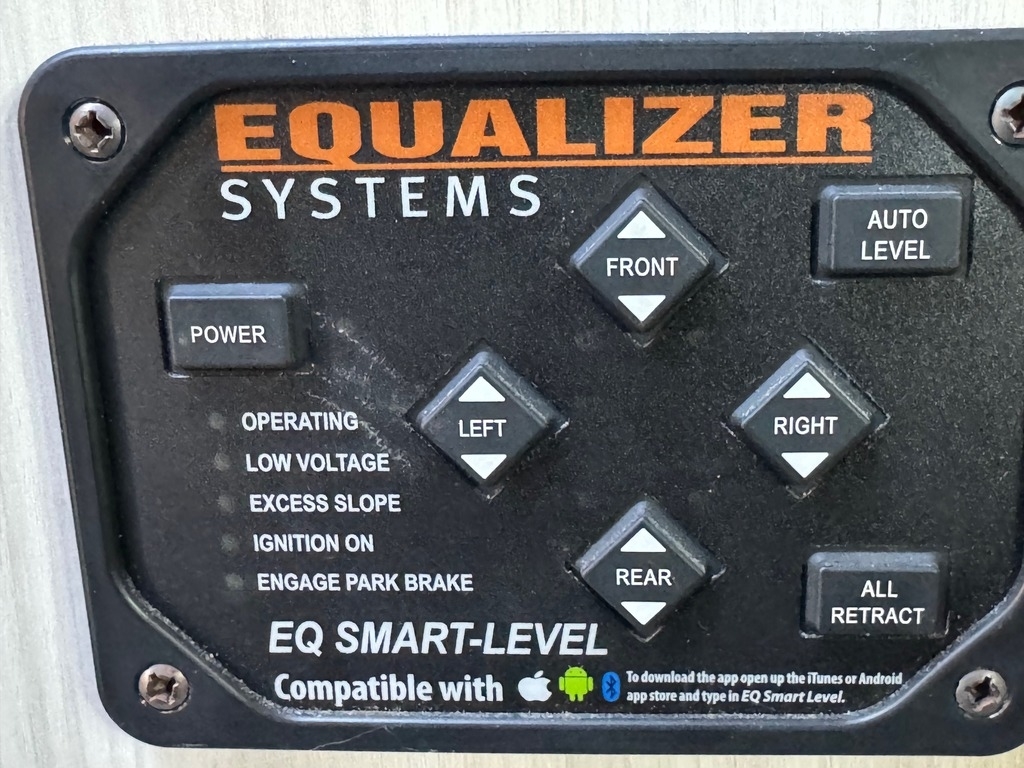 EQUALIZER
SYSTEMS
FRONT
AUTO
LEVEL
POWER
LEFT
RIGHT
OPERATING
LOW VOLTAGE
EXCESS SLOPE
IGNITION ON
ENGAGE PARK BRAKE
REAR
ALL
RETRACT
EQ SMART-LEVEL
Compatible with
To download the app open up the iTunes or Android
app store and type in EQ Smart Level.